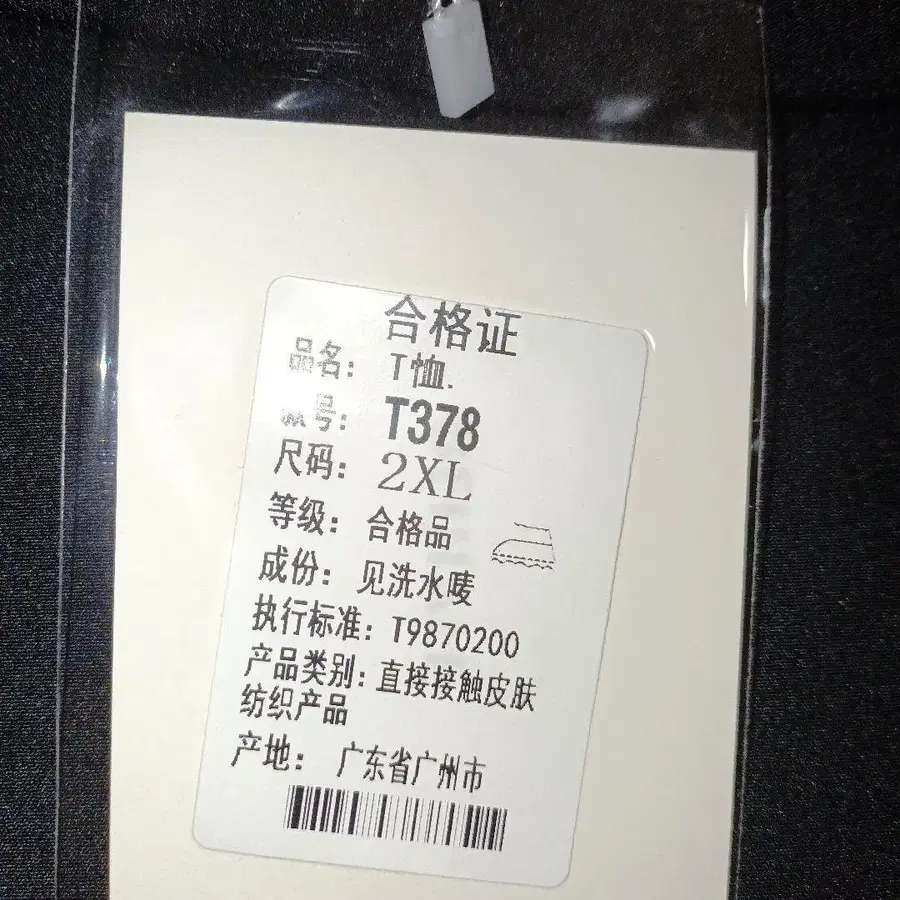 合格证
品名: T恤.
款号: T378
尺码: 2XL
等级: 合格品
成份: 见洗水唛
执行标准: T9870200
产品类别: 直接接触皮肤
纺织产品
产地: 广东省广州市